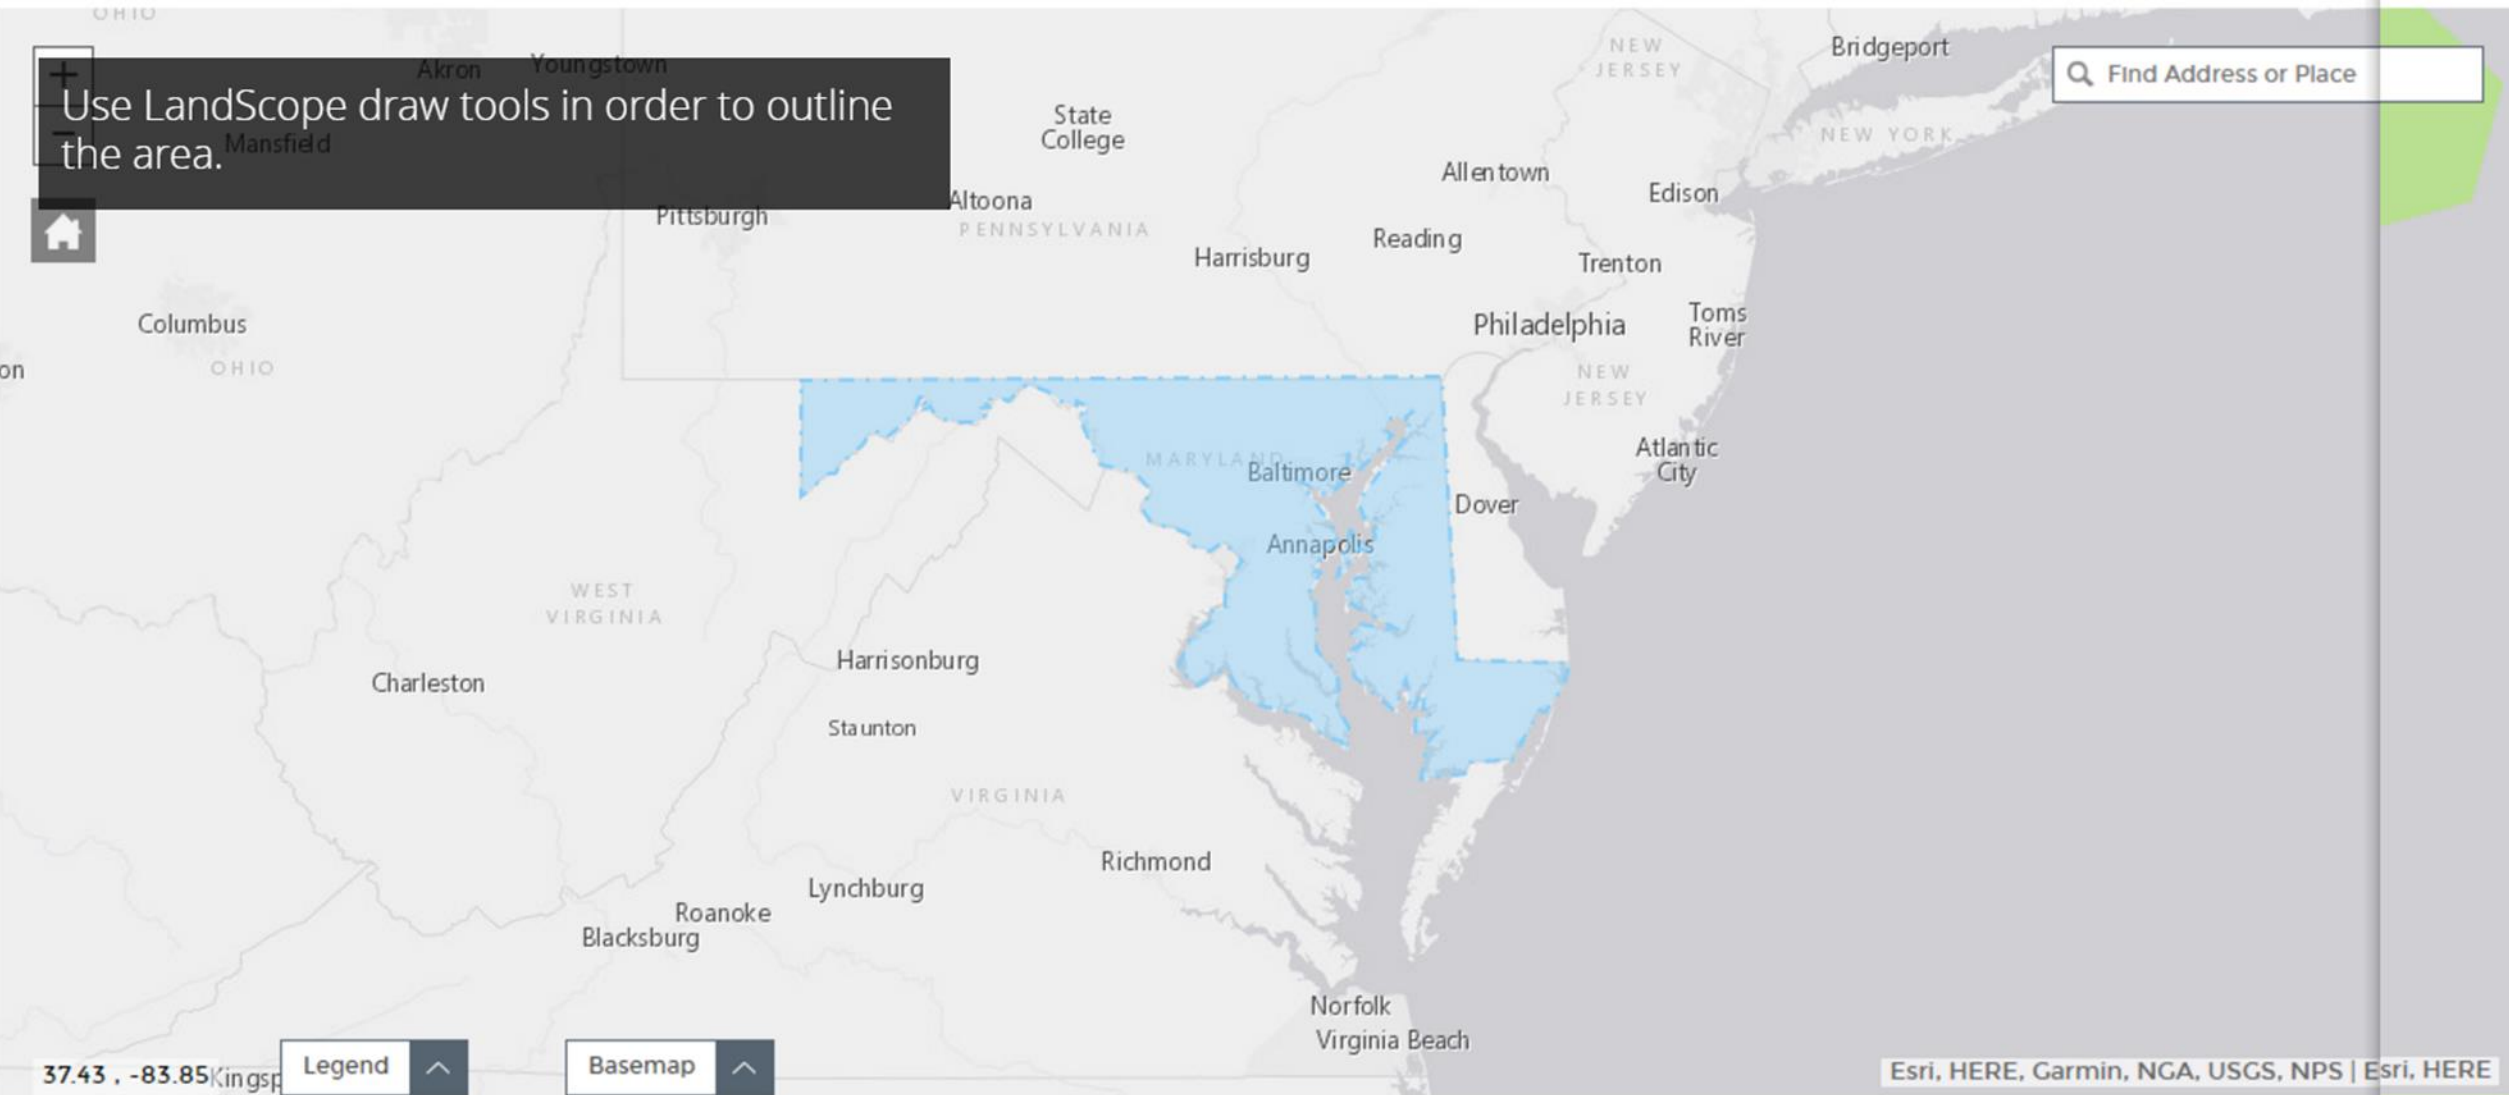 OHIO
Bridgeport
NEW
JERSEY
Find Address or Place
+
Akron
Youngstown
Use LandScope draw tools in order to outline
the area.
Mansfield
State
College
NEW YORK
Allentown
Edison
Altoona
Pittsburgh
PENNSYLVANIA
Reading
Harrisburg
Trenton
Columbus
Philadelphia
Toms
River
OHIO
on
NEW
JERSEY
MARYLAND
Baltimore
Atlantic
City
Dover
Annapolis
WEST
VIRGINIA
Harrisonburg
Charleston
Staunton
VIRGINIA
Richmond
Lynchburg
Roanoke
Blacksburg
Norfolk
Virginia Beach
37.43 , -83.85
Kingsp
Legend
Basemap
Esri, HERE, Garmin, NGA, USGS, NPS | Esri, HERE